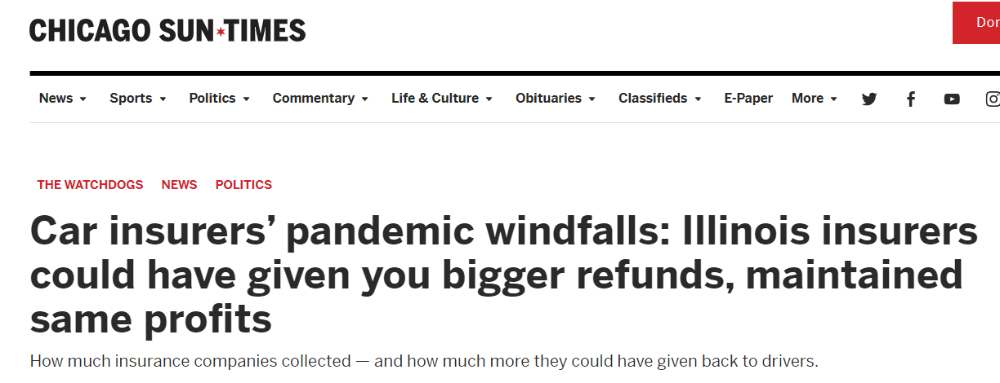 CHICAGO SUN★TIMES
News Sports Politics Commentary Life & Culture Obituaries Classifieds E-Paper More
THE WATCHDOGS NEWS POLITICS
Car insurers’ pandemic windfalls: Illinois insurers
could have given you bigger refunds, maintained
same profits
How much insurance companies collected — and how much more they could have given back to drivers.